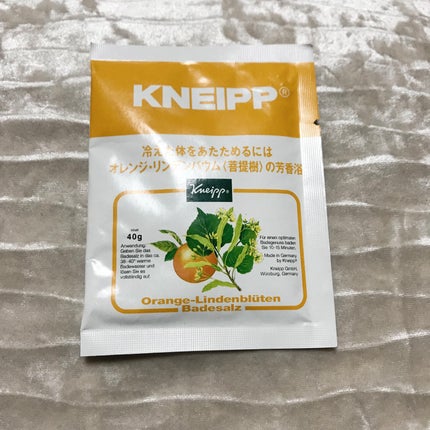 KNEIPP®
冷えた体をあたためるには
オレンジ・リンデンバウム〈菩提樹〉の芳香浴
Kneipp®
Inhalt
40g
Anwendung:
Geben Sie das
Badesalz in das ca.
38-40° warme
Badewasser und
lösen Sie es
vollständig auf.
Für einen optimalen
Badegenuss baden
Sie 10-15 Minuten.
Made in Germany
by Kneipp®
Kneipp GmbH,
Würzburg, Germany
Orange-Lindenblüten
Badesalz